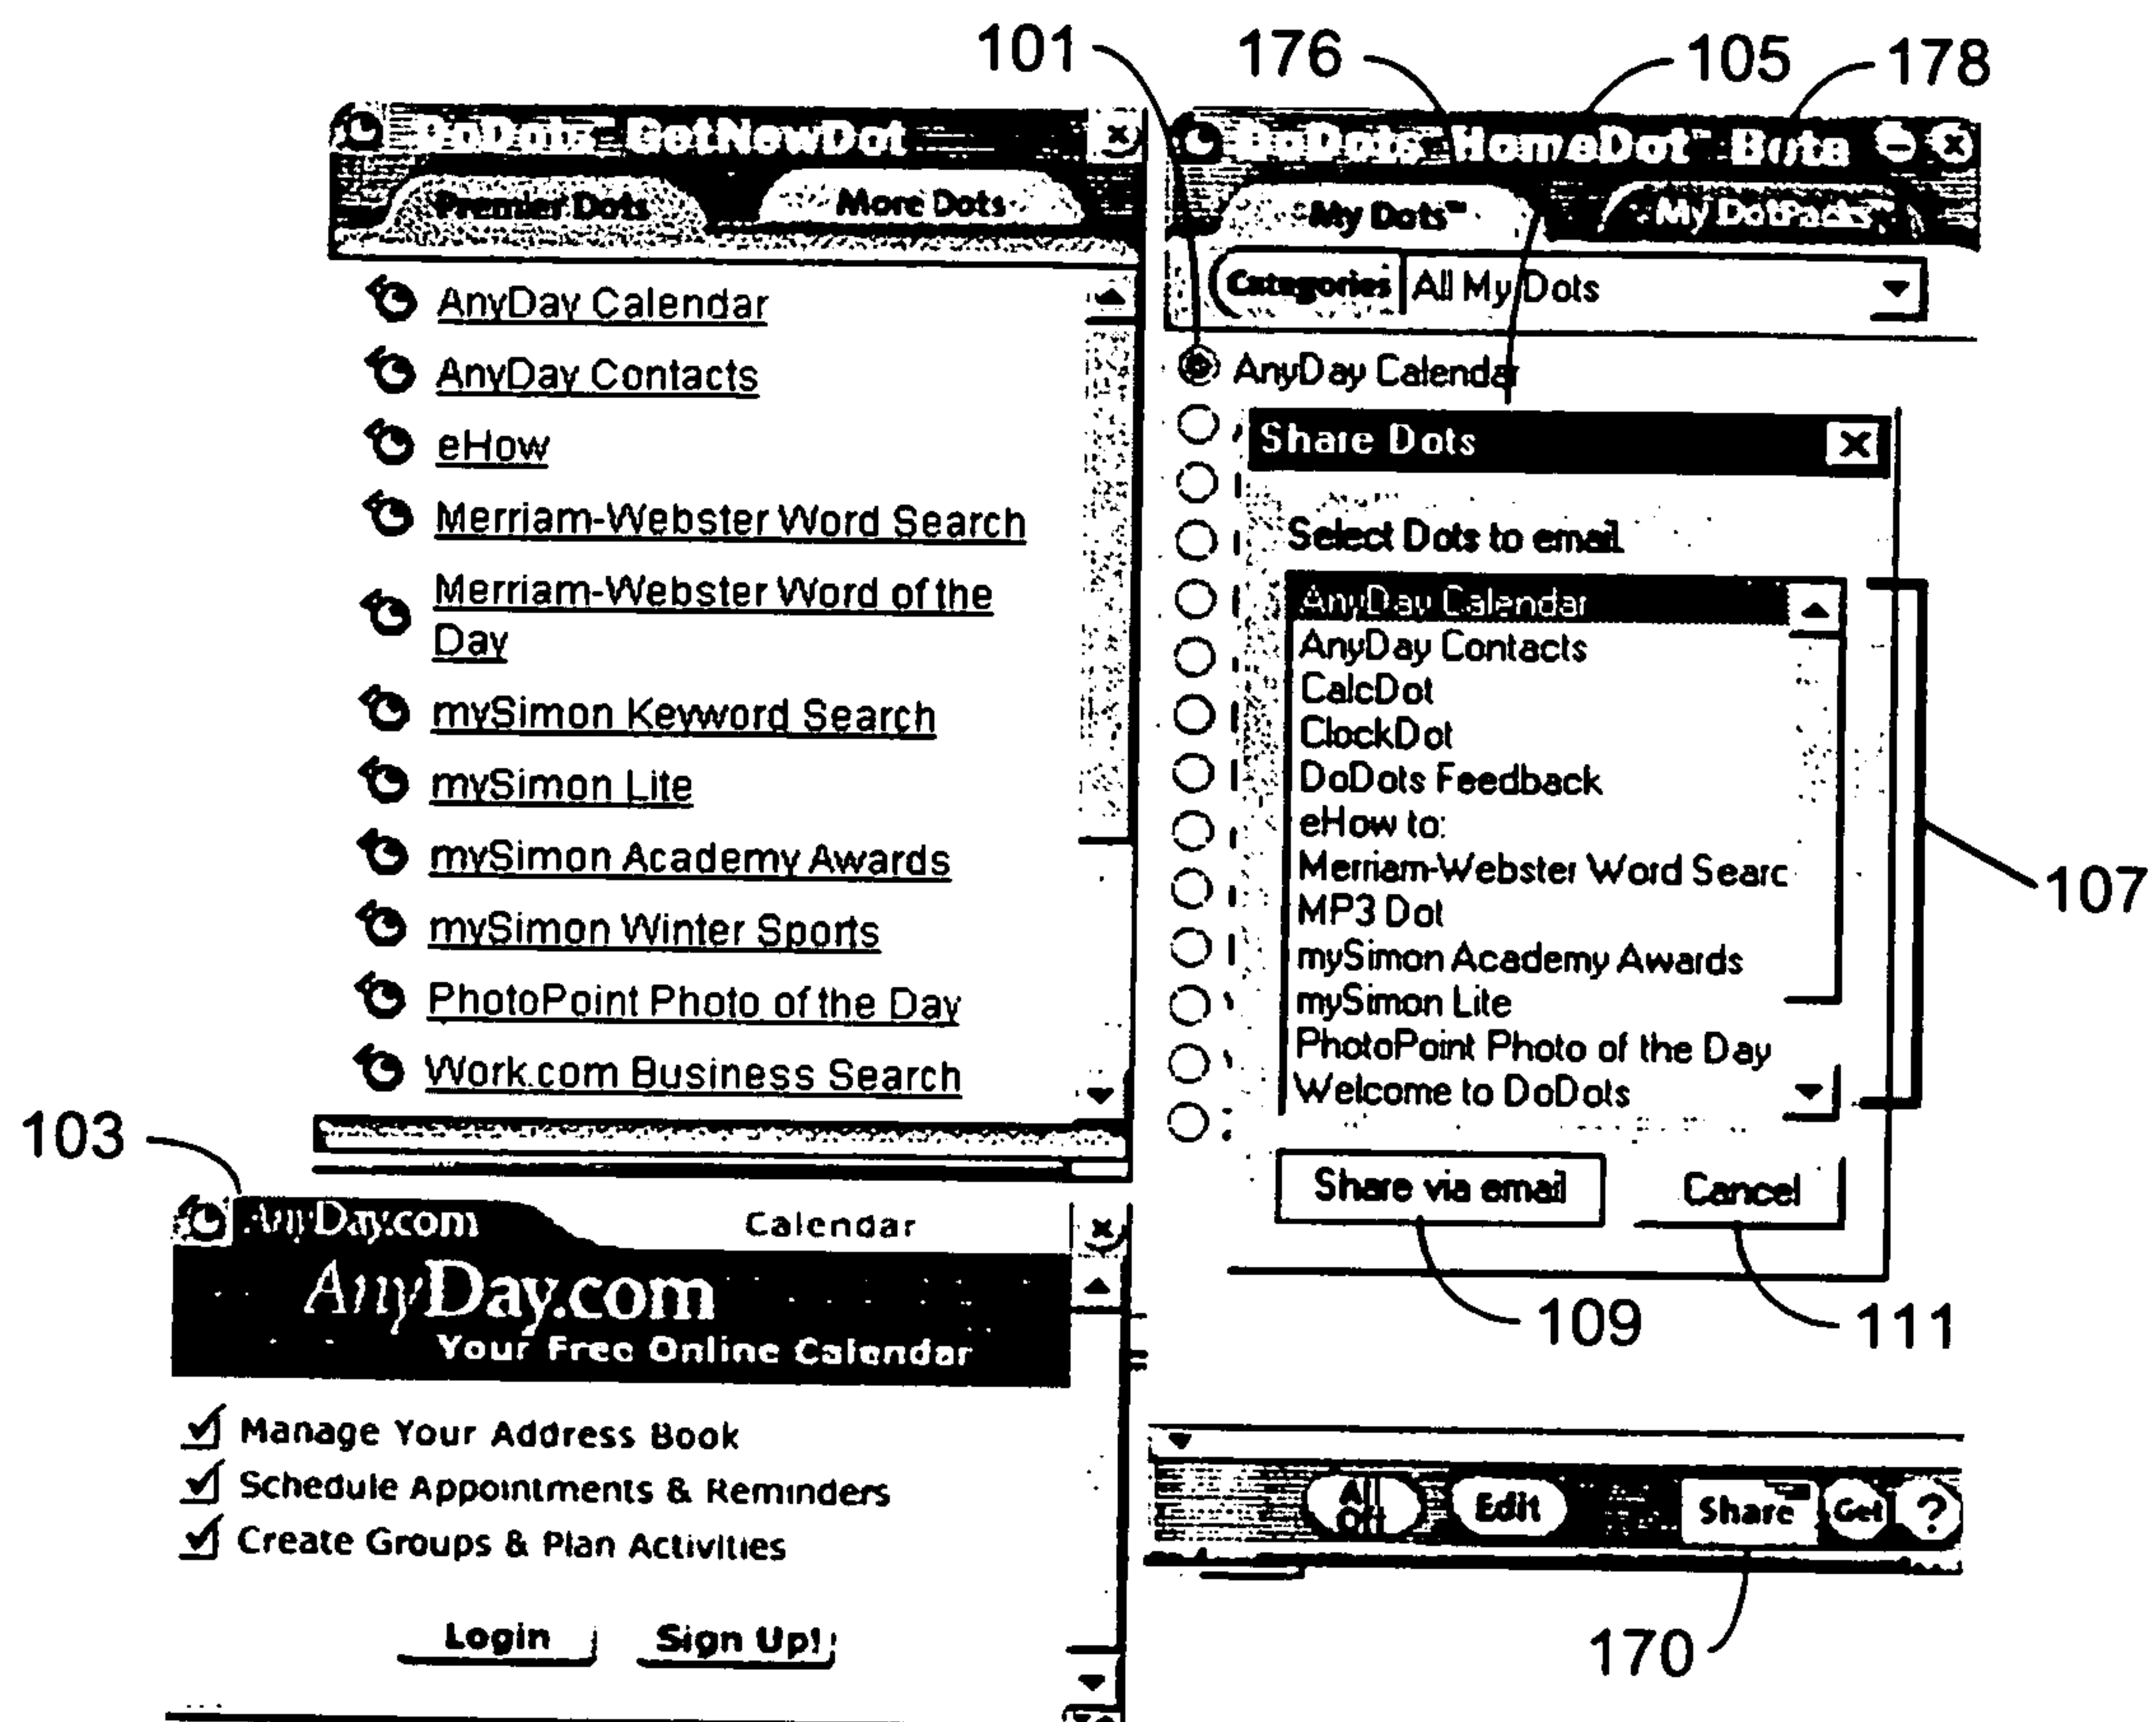 101
176
105
178
DoDots™ GetNewDot
Premier Dots
More Dots
AnyDay Calendar
AnyDay Contacts
eHow
Merriam-Webster Word Search
Merriam-Webster Word of the
Day
mySimon Keyword Search
mySimon Lite
mySimon Academy Awards
mySimon Winter Sports
PhotoPoint Photo of the Day
Work.com Business Search
DoDots™ HomeDot™ Beta
My Dots™
My DotPacks™
Categories
All My Dots
AnyDay Calendar
Share Dots
Select Dots to email.
AnyDay Calendar
AnyDay Contacts
CalcDot
ClockDot
DoDots Feedback
eHow to:
Merriam-Webster Word Searc
MP3 Dot
mySimon Academy Awards
mySimon Lite
PhotoPoint Photo of the Day
Welcome to DoDots
107
Share via email
Cancel
109
111
103
AnyDay.com
Calendar
AnyDay.com
Your Free Online Calendar
Manage Your Address Book
Schedule Appointments & Reminders
Create Groups & Plan Activities
Login
Sign Up!
All
Off
Edit
Share
Get
?
170